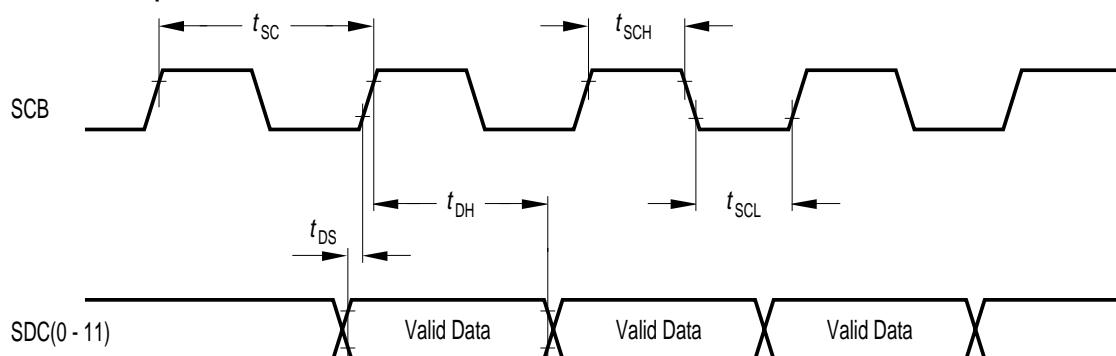 tSC
tSCH
SCB
tDH
tSCL
tDS
SDC(0 - 11)
Valid Data
Valid Data
Valid Data